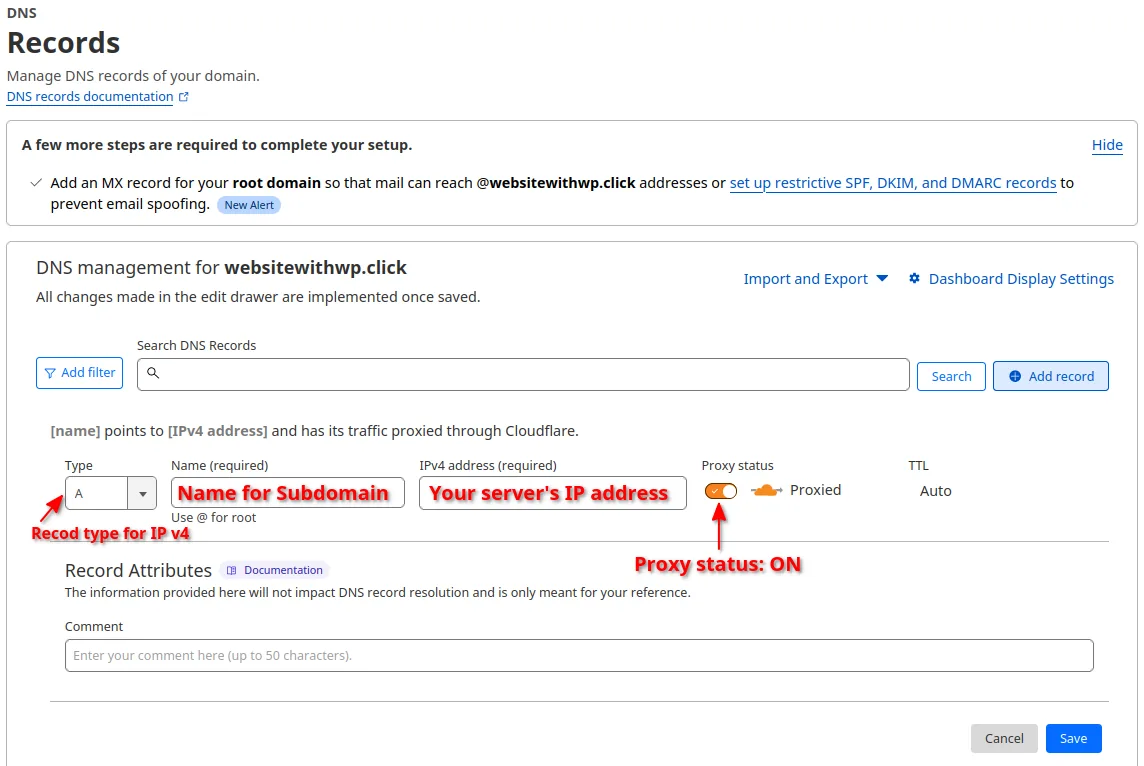 DNS
Records
Manage DNS records of your domain.
DNS records documentation
A few more steps are required to complete your setup.
Hide
Add an MX record for your root domain so that mail can reach @websitewithwp.click addresses or set up restrictive SPF, DKIM, and DMARC records to
prevent email spoofing. New Alert
DNS management for websitewithwp.click
All changes made in the edit drawer are implemented once saved.
Import and Export
Dashboard Display Settings
Search DNS Records
Add filter
Search
Add record
[name] points to [IPv4 address] and has its traffic proxied through Cloudflare.
Type
Name (required)
IPv4 address (required)
Proxy status
TTL
A
Name for Subdomain
Your server's IP address
Proxied
Auto
Use @ for root
Recod type for IP v4
Proxy status: ON
Record Attributes
Documentation
The information provided here will not impact DNS record resolution and is only meant for your reference.
Comment
Enter your comment here (up to 50 characters).
Cancel
Save